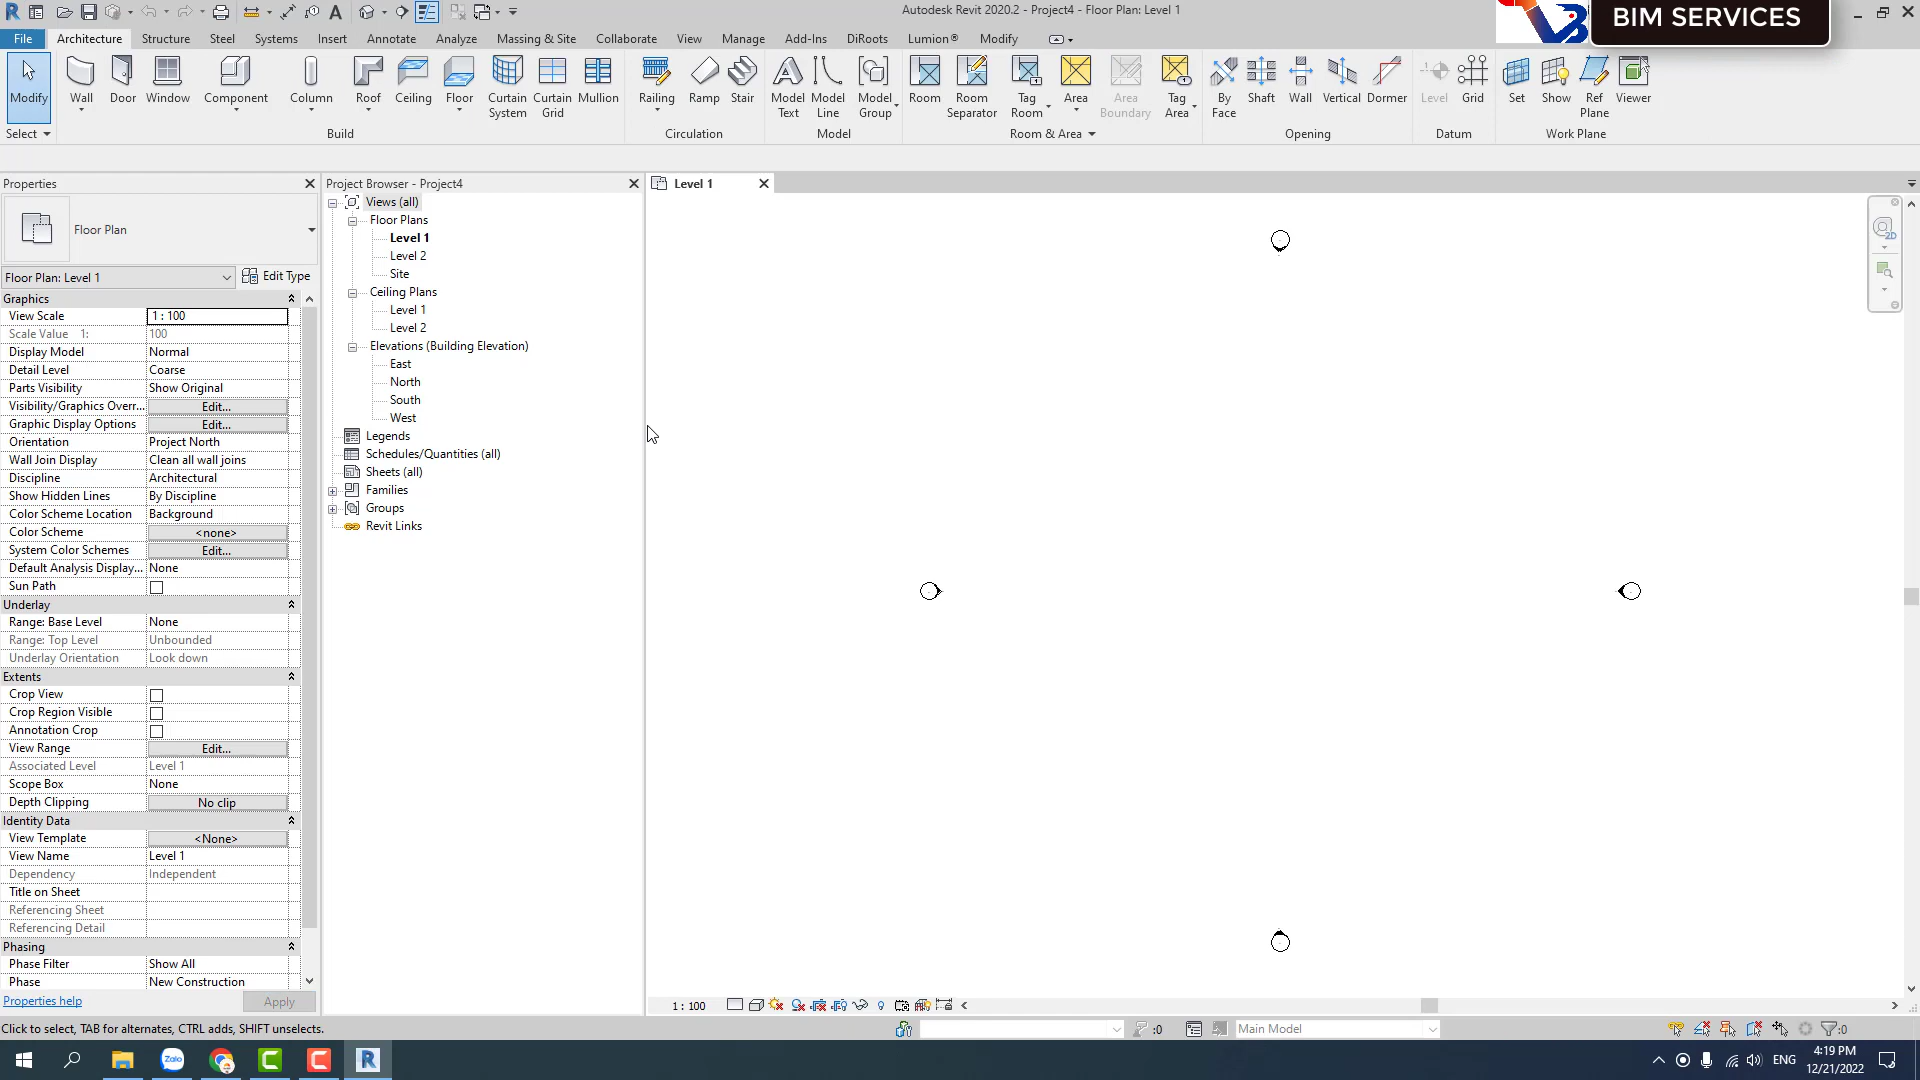 Autodesk Revit 2020.2 - Project4 - Floor Plan: Level 1
BIM SERVICES
File Architecture Structure Steel Systems Insert Annotate Analyze Massing & Site Collaborate View Manage Add-Ins DiRoots Lumion® Modify
Modify Wall Door Window Component Column Roof Ceiling Floor Curtain System Curtain Grid Mullion Railing Ramp Stair Model Text Model Line Model Group Room Room Separator Tag Room Area Area Boundary Tag Area By Face Shaft Wall Vertical Dormer Level Grid Set Show Ref Plane Viewer
Select Build Circulation Model Room & Area Opening Datum Work Plane
Properties
Floor Plan
Floor Plan: Level 1 Edit Type
Graphics
View Scale 1 : 100
Scale Value 1: 100
Display Model Normal
Detail Level Coarse
Parts Visibility Show Original
Visibility/Graphics Overr... Edit...
Graphic Display Options Edit...
Orientation Project North
Wall Join Display Clean all wall joins
Discipline Architectural
Show Hidden Lines By Discipline
Color Scheme Location Background
Color Scheme <none>
System Color Schemes Edit...
Default Analysis Display... None
Sun Path
Underlay
Range: Base Level None
Range: Top Level Unbounded
Underlay Orientation Look down
Extents
Crop View
Crop Region Visible
Annotation Crop
View Range Edit...
Associated Level Level 1
Scope Box None
Depth Clipping No clip
Identity Data
View Template <None>
View Name Level 1
Dependency Independent
Title on Sheet
Referencing Sheet
Referencing Detail
Phasing
Phase Filter Show All
Phase New Construction
Properties help Apply
Project Browser - Project4
Views (all)
Floor Plans
Level 1
Level 2
Site
Ceiling Plans
Level 1
Level 2
Elevations (Building Elevation)
East
North
South
West
Legends
Schedules/Quantities (all)
Sheets (all)
Families
Groups
Revit Links
Level 1
2D
1 : 100
Click to select, TAB for alternates, CTRL adds, SHIFT unselects.
:0 Main Model :0
Zalo
ENG
4:19 PM
12/21/2022